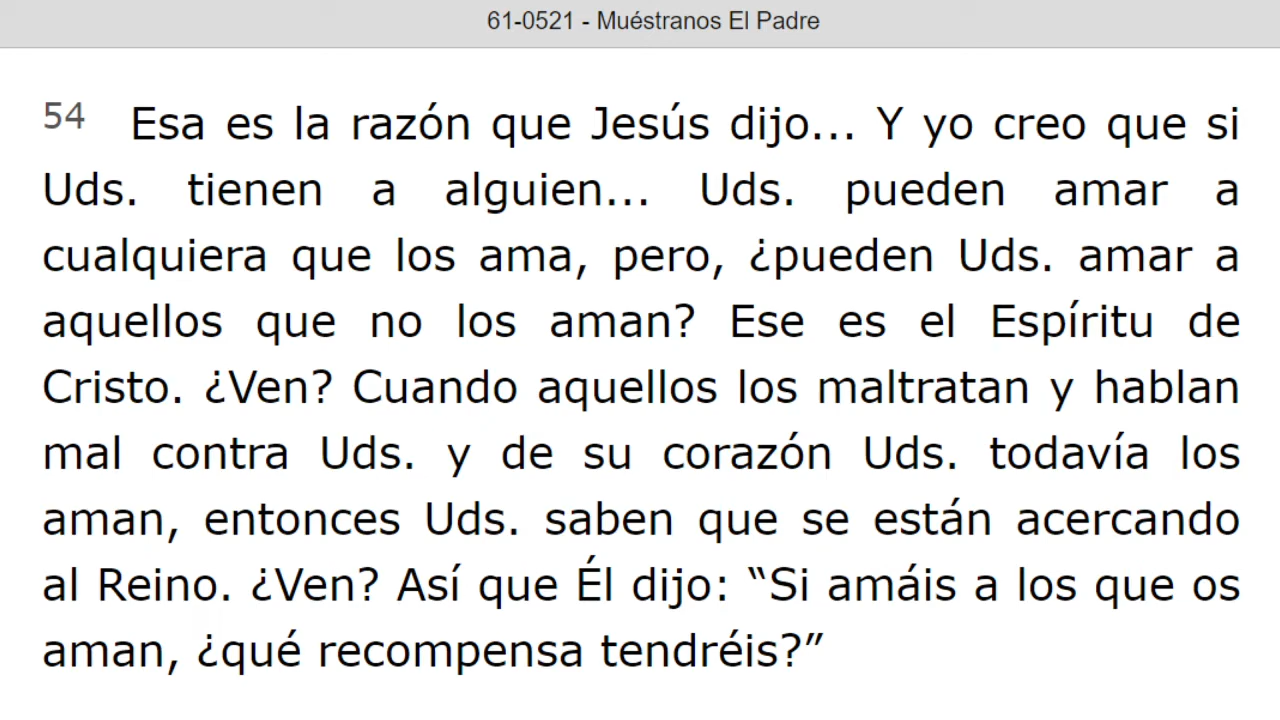 61-0521 - Muéstranos El Padre
54 Esa es la razón que Jesús dijo... Y yo creo que si
Uds. tienen a alguien... Uds. pueden amar a
cualquiera que los ama, pero, ¿pueden Uds. amar a
aquellos que no los aman? Ese es el Espíritu de
Cristo. ¿Ven? Cuando aquellos los maltratan y hablan
mal contra Uds. y de su corazón Uds. todavía los
aman, entonces Uds. saben que se están acercando
al Reino. ¿Ven? Así que Él dijo: “Si amáis a los que os
aman, ¿qué recompensa tendréis?”